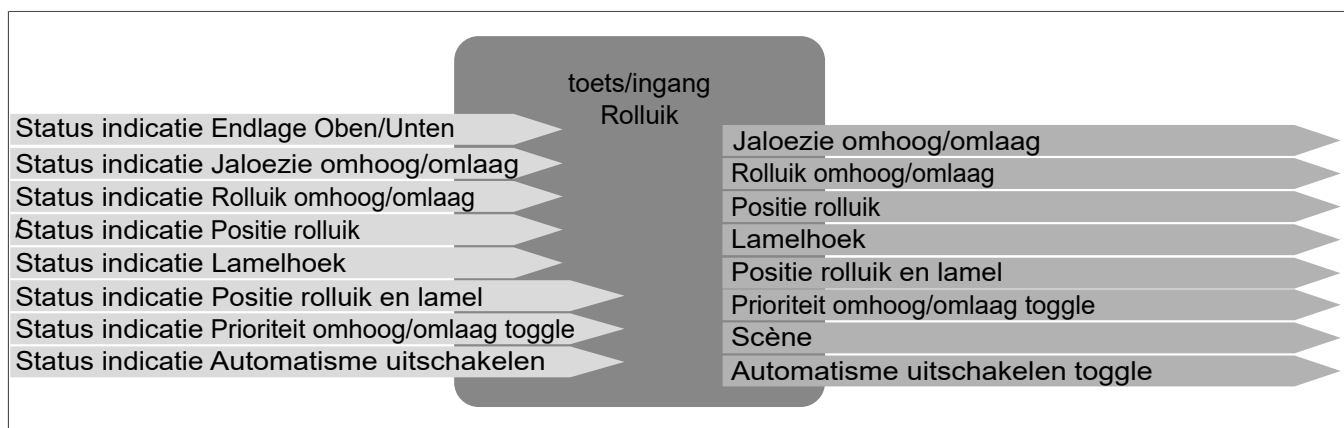 toets/ingang
Rolluik
Status indicatie Endlage Oben/Unten
Status indicatie Jaloezie omhoog/omlaag
Status indicatie Rolluik omhoog/omlaag
Status indicatie Positie rolluik
Status indicatie Lamelhoek
Status indicatie Positie rolluik en lamel
Status indicatie Prioriteit omhoog/omlaag toggle
Status indicatie Automatisme uitschakelen
Jaloezie omhoog/omlaag
Rolluik omhoog/omlaag
Positie rolluik
Lamelhoek
Positie rolluik en lamel
Prioriteit omhoog/omlaag toggle
Scène
Automatisme uitschakelen toggle